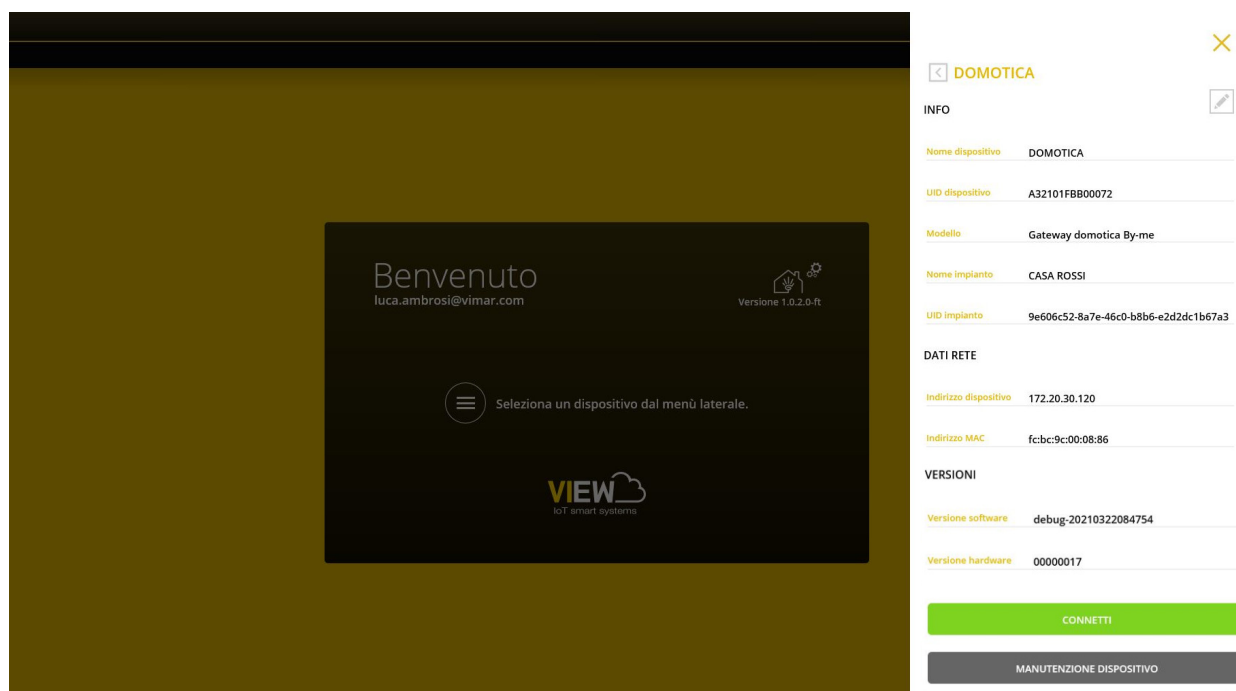 Benvenuto
luca.ambrosi@vimar.com
Versione 1.0.2.0-ft
Seleziona un dispositivo dal menù laterale.
VIEW
IoT smart systems
DOMOTICA
INFO
Nome dispositivo DOMOTICA
UID dispositivo A32101FBB00072
Modello Gateway domotica By-me
Nome impianto CASA ROSSI
UID impianto 9e606c52-8a7e-46c0-b8b6-e2d2dc1b67a3
DATI RETE
Indirizzo dispositivo 172.20.30.120
Indirizzo MAC fc:bc:9c:00:08:86
VERSIONI
Versione software debug-20210322084754
Versione hardware 00000017
CONNETTI
MANUTENZIONE DISPOSITIVO